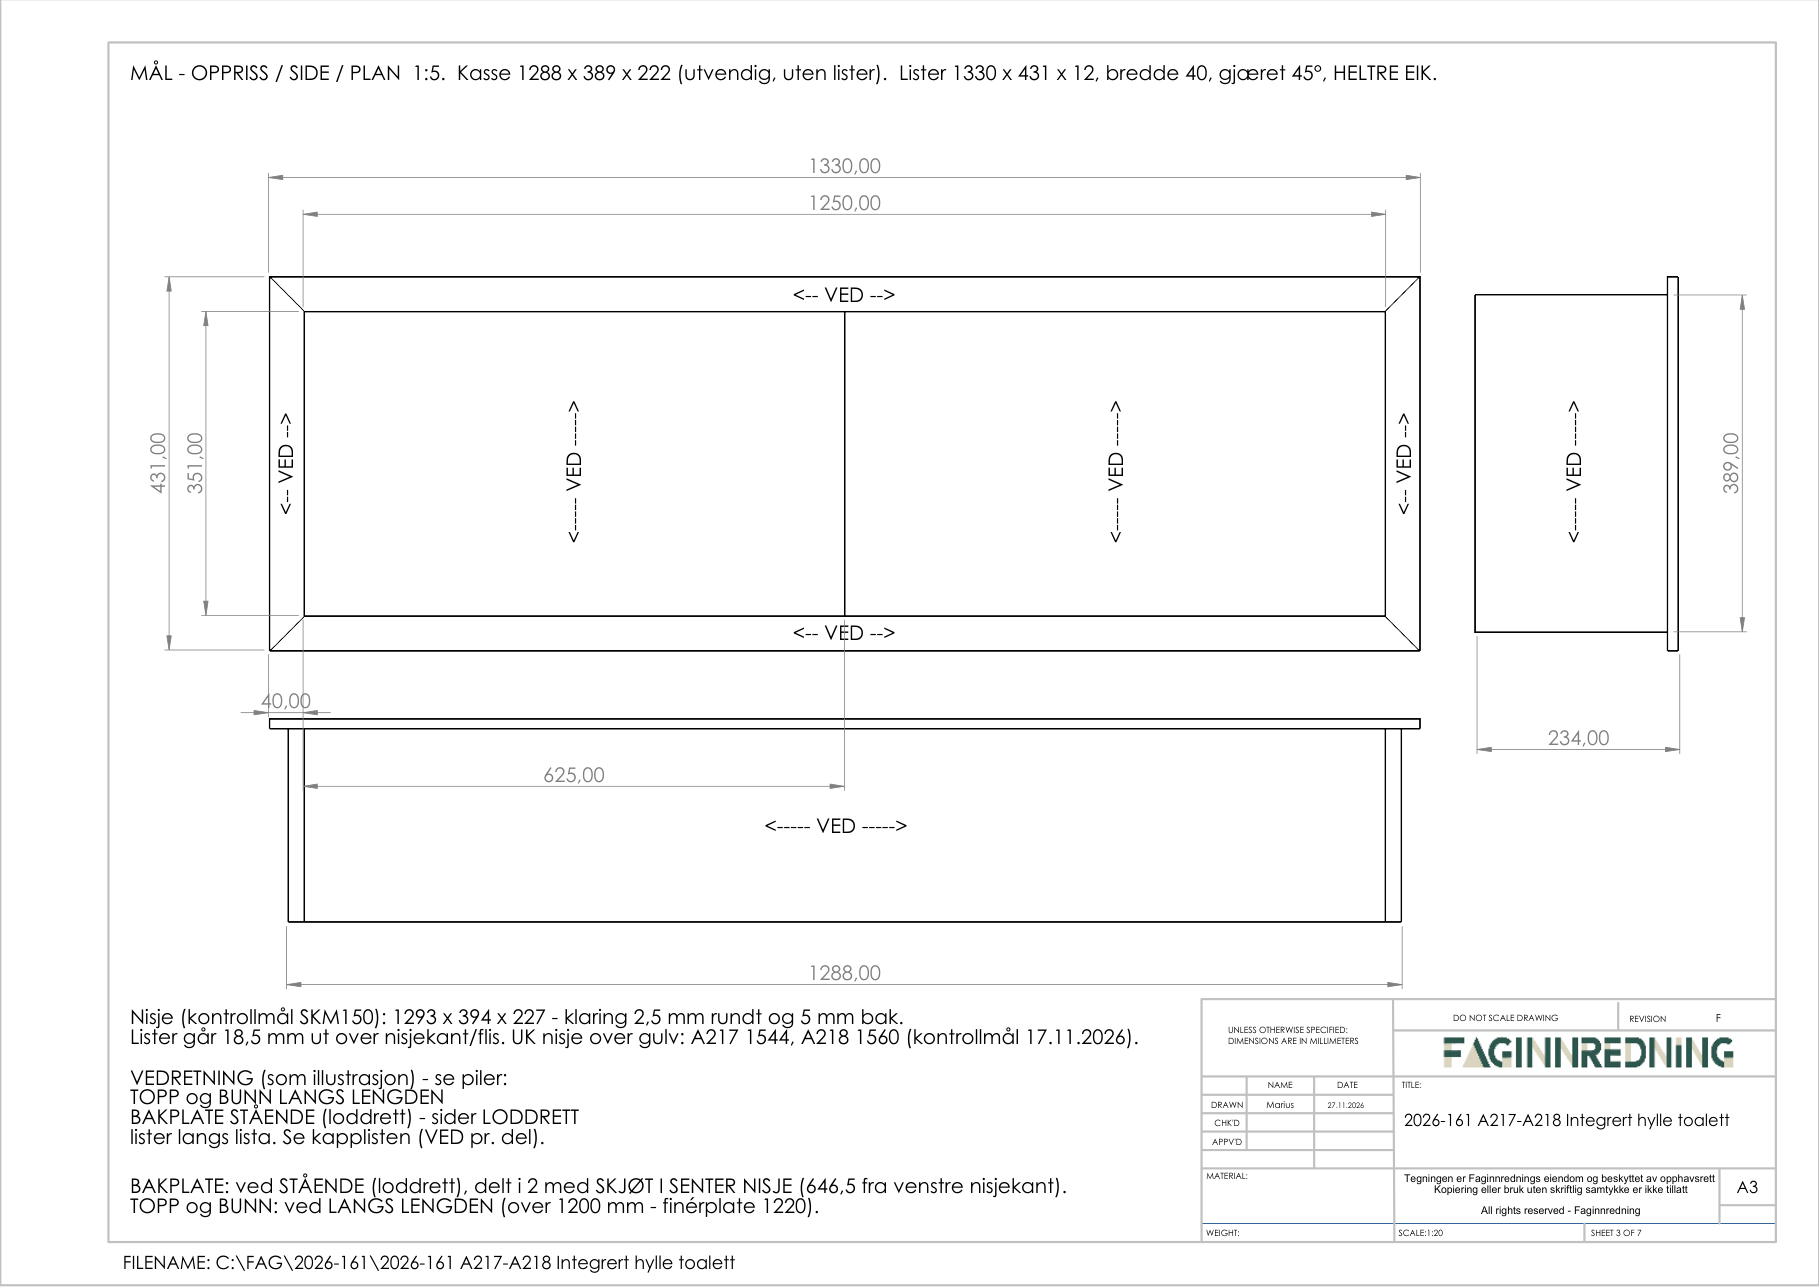 MÅL - OPPRISS / SIDE / PLAN  1:5.  Kasse 1288 x 389 x 222 (utvendig, uten lister).  Lister 1330 x 431 x 12, bredde 40, gjæret 45°, HELTRE EIK.
1330,00
1250,00
<-- VED -->
431,00
351,00
<-- VED -->
<----- VED ----->
<----- VED ----->
<-- VED -->
<----- VED ----->
389,00
<-- VED -->
40,00
234,00
625,00
<----- VED ----->
1288,00
Nisje (kontrollmål SKM150): 1293 x 394 x 227 - klaring 2,5 mm rundt og 5 mm bak.
Lister går 18,5 mm ut over nisjekant/flis. UK nisje over gulv: A217 1544, A218 1560 (kontrollmål 17.11.2026).
VEDRETNING (som illustrasjon) - se piler:
TOPP og BUNN LANGS LENGDEN
BAKPLATE STÅENDE (loddrett) - sider LODDRETT
lister langs lista. Se kapplisten (VED pr. del).
BAKPLATE: ved STÅENDE (loddrett), delt i 2 med SKJØT I SENTER NISJE (646,5 fra venstre nisjekant).
TOPP og BUNN: ved LANGS LENGDEN (over 1200 mm - finérplate 1220).
UNLESS OTHERWISE SPECIFIED:
DIMENSIONS ARE IN MILLIMETERS
DO NOT SCALE DRAWING
REVISION F
FAGINNREDNING
NAME DATE
DRAWN Marius 27.11.2026
CHK'D
APPV'D
TITLE:
2026-161 A217-A218 Integrert hylle toalett
MATERIAL:
Tegningen er Faginnrednings eiendom og beskyttet av opphavsrett
Kopiering eller bruk uten skriftlig samtykke er ikke tillatt
All rights reserved - Faginnredning
A3
WEIGHT:
SCALE:1:20
SHEET 3 OF 7
FILENAME: C:\FAG\2026-161\2026-161 A217-A218 Integrert hylle toalett